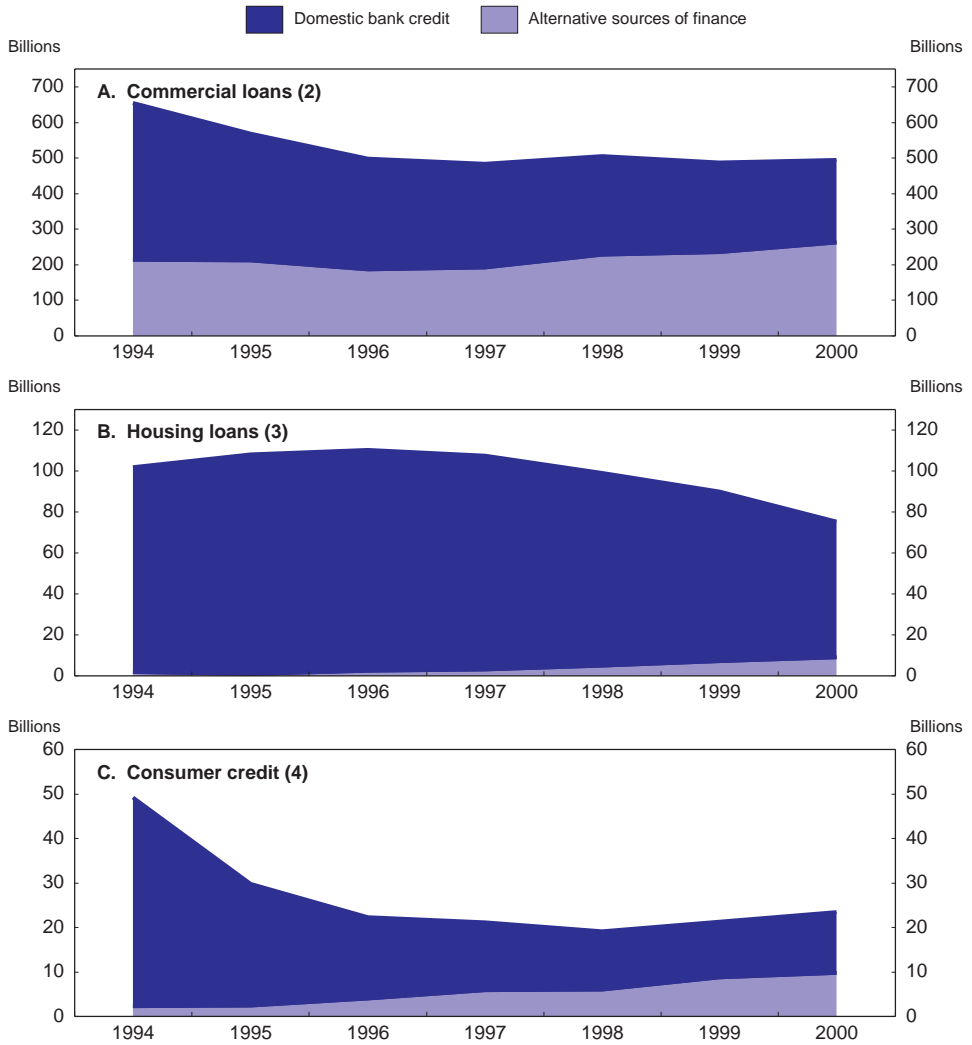 Domestic bank credit Alternative sources of finance
Billions Billions
A. Commercial loans (2)
700 700
600 600
500 500
400 400
300 300
200 200
100 100
0 0
1994 1995 1996 1997 1998 1999 2000
Billions Billions
B. Housing loans (3)
120 120
100 100
80 80
60 60
40 40
20 20
0 0
1994 1995 1996 1997 1998 1999 2000
Billions Billions
60 60
C. Consumer credit (4)
50 50
40 40
30 30
20 20
10 10
0 0
1994 1995 1996 1997 1998 1999 2000